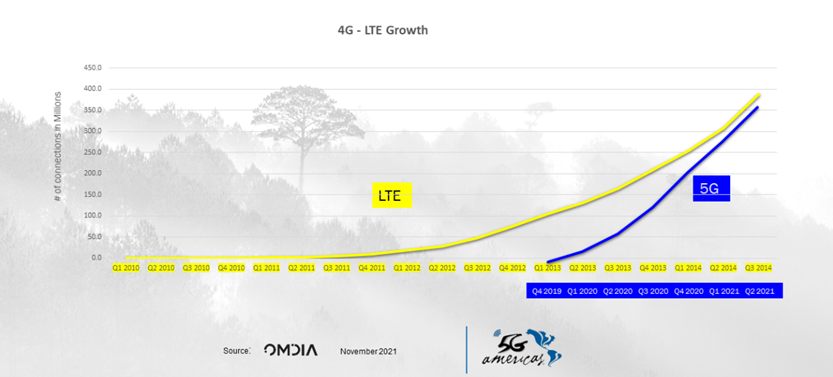 4G - LTE Growth
# of connections in Millions
450.0
400.0
350.0
300.0
250.0
200.0
150.0
100.0
50.0
0.0
LTE
5G
Q1 2010 Q2 2010 Q3 2010 Q4 2010 Q1 2011 Q2 2011 Q3 2011 Q4 2011 Q1 2012 Q2 2012 Q3 2012 Q4 2012 Q1 2013 Q2 2013 Q3 2013 Q4 2013 Q1 2014 Q2 2014 Q3 2014
Q4 2019 Q1 2020 Q2 2020 Q3 2020 Q4 2020 Q1 2021 Q2 2021
Source: OMDIA November 2021
5G
americas